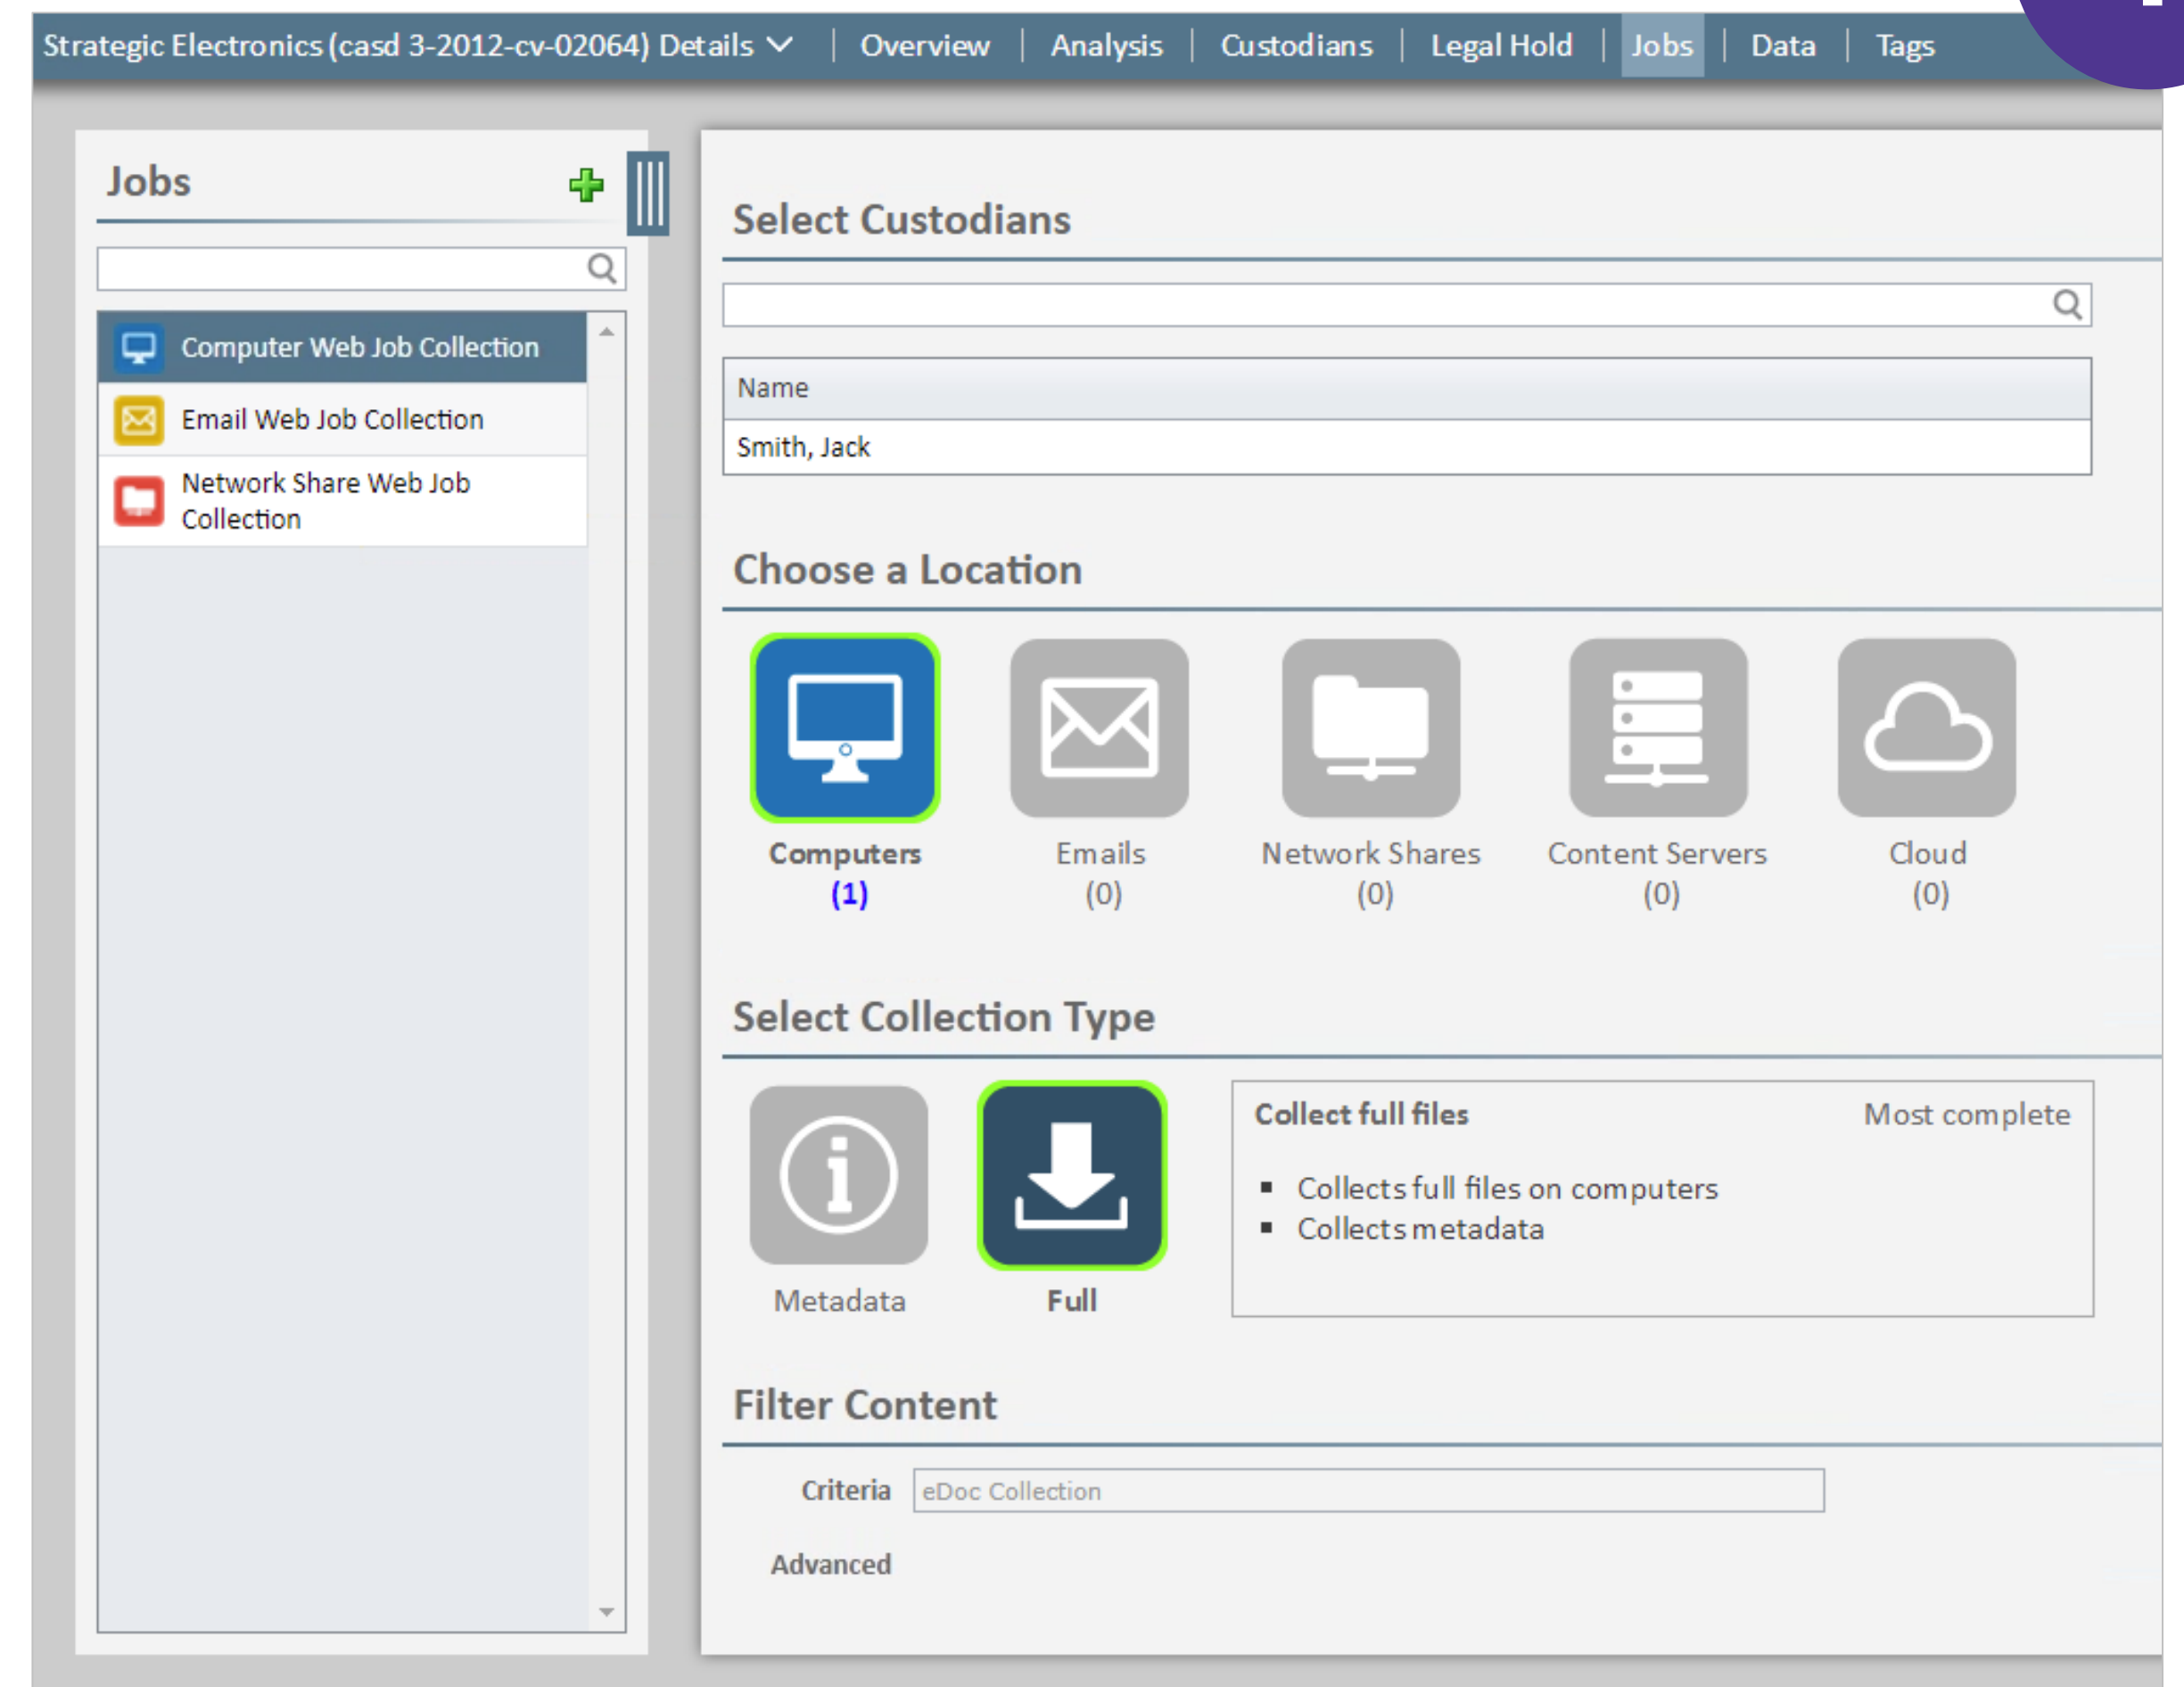 Strategic Electronics (casd 3-2012-cv-02064) Details | Overview | Analysis | Custodians | Legal Hold | Jobs | Data | Tags
Jobs
Computer Web Job Collection
Email Web Job Collection
Network Share Web Job
Collection
Select Custodians
Name
Smith, Jack
Choose a Location
Computers Emails Network Shares Content Servers Cloud
(1) (0) (0) (0) (0)
Select Collection Type
Metadata Full
Collect full files Most complete
▪ Collects full files on computers
▪ Collects metadata
Filter Content
Criteria eDoc Collection
Advanced